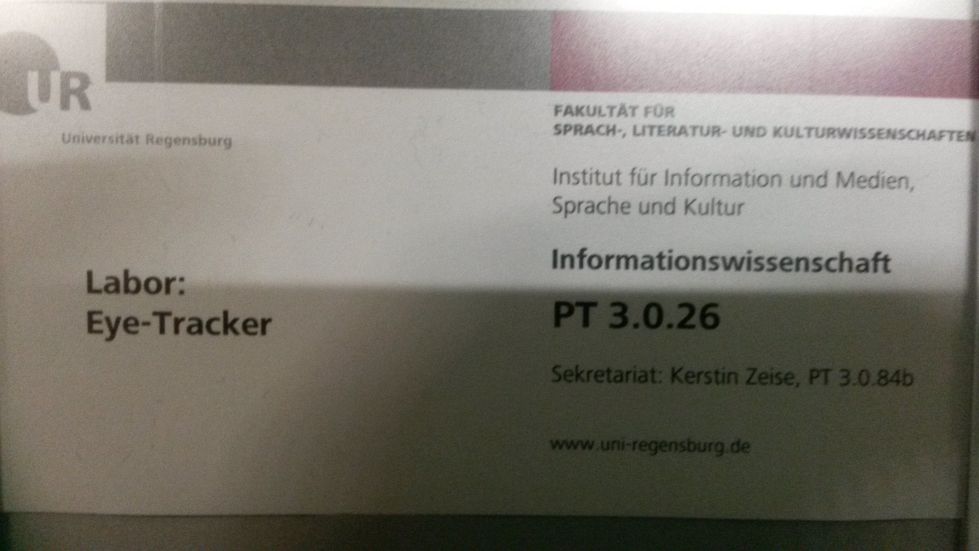 UR
Universität Regensburg
FAKULTÄT FÜR
SPRACH-, LITERATUR- UND KULTURWISSENSCHAFTEN
Institut für Information und Medien,
Sprache und Kultur
Informationswissenschaft
Labor:
Eye-Tracker
PT 3.0.26
Sekretariat: Kerstin Zeise, PT 3.0.84b
www.uni-regensburg.de